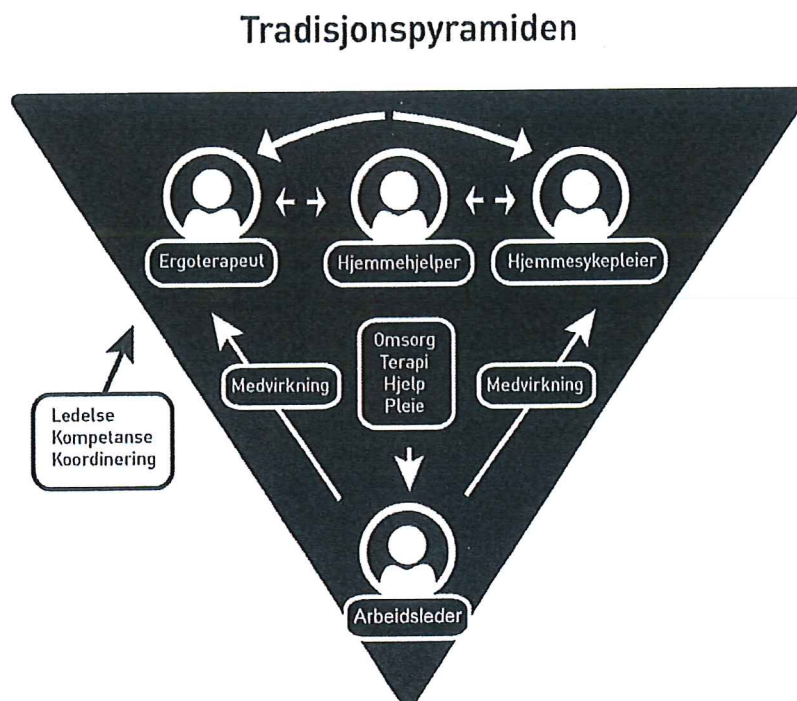 Tradisjonspyramiden
Ergoterapeut
Hjemmehjelper
Hjemmesykepleier
Omsorg
Terapi
Hjelp
Pleie
Medvirkning
Medvirkning
Ledelse
Kompetanse
Koordinering
Arbeidsleder